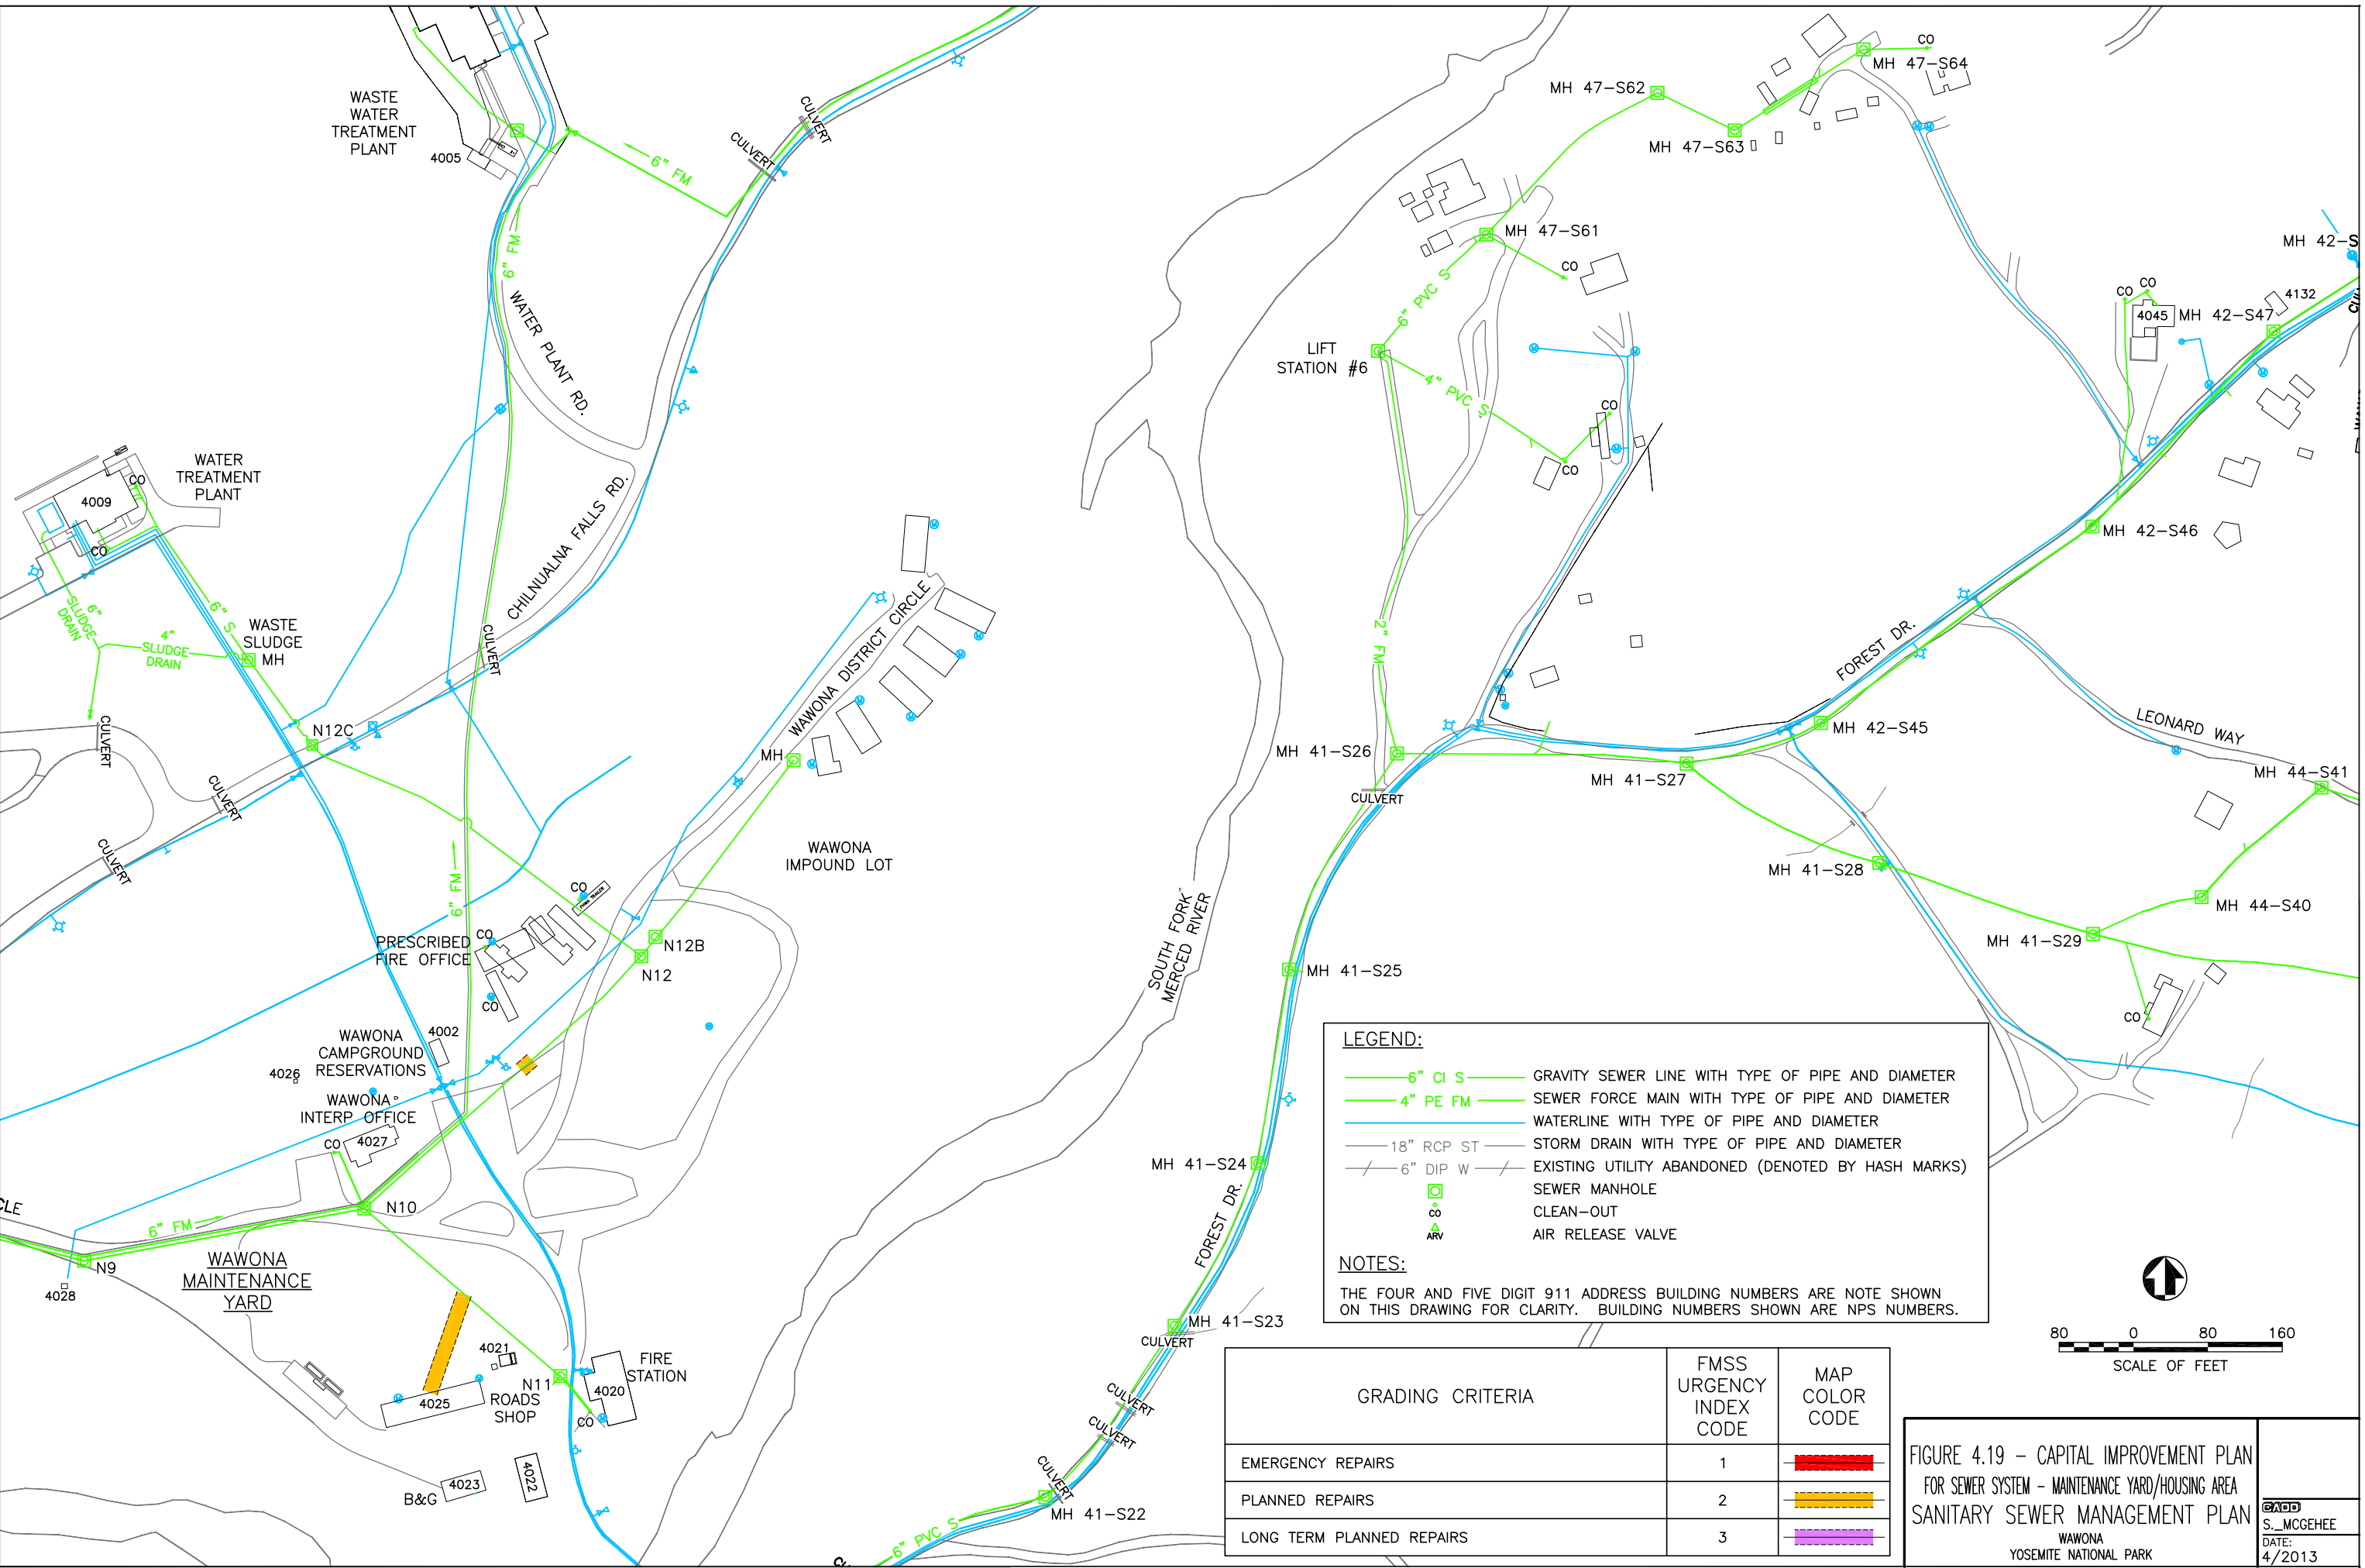 WASTE
WATER
TREATMENT
PLANT
4005
CULVERT
CULVERT
6" FM
6" FM
WATER PLANT RD.
CHILNUALNA FALLS RD.
WATER
TREATMENT
PLANT
4009
CO
CO
6"
SLUDGE
DRAIN
4"
SLUDGE
DRAIN
6" S
WASTE
SLUDGE
MH
N12C
CULVERT
CULVERT
CULVERT
CULVERT
6" FM
WAWONA DISTRICT CIRCLE
MH
WAWONA
IMPOUND LOT
CO
PRESCRIBED
FIRE OFFICE
CO
CO
N12B
N12
WAWONA
CAMPGROUND
RESERVATIONS
4002
4026
WAWONA
INTERP OFFICE
CO
4027
N10
CLE
6" FM
N9
4028
WAWONA
MAINTENANCE
YARD
4021
N11
ROADS
SHOP
4025
FIRE
STATION
4020
CO
4023
B&G
4022
SOUTH FORK
MERCED RIVER
MH 47-S62
MH 47-S63
MH 47-S64
CO
MH 47-S61
CO
6" PVC S
LIFT
STATION #6
4" PVC S
CO
CO
2" FM
MH 41-S26
CULVERT
MH 41-S27
MH 42-S45
FOREST DR.
MH 42-S46
MH 42-S47
MH 42-S
CO
CO
4045
4132
LEONARD WAY
MH 44-S41
MH 44-S40
MH 41-S28
MH 41-S29
CO
MH 41-S25
MH 41-S24
FOREST DR.
MH 41-S23
CULVERT
CULVERT
CULVERT
CULVERT
MH 41-S22
6" PVC S
LEGEND:
6" CI S GRAVITY SEWER LINE WITH TYPE OF PIPE AND DIAMETER
4" PE FM SEWER FORCE MAIN WITH TYPE OF PIPE AND DIAMETER
WATERLINE WITH TYPE OF PIPE AND DIAMETER
18" RCP ST STORM DRAIN WITH TYPE OF PIPE AND DIAMETER
6" DIP W EXISTING UTILITY ABANDONED (DENOTED BY HASH MARKS)
SEWER MANHOLE
CO CLEAN-OUT
ARV AIR RELEASE VALVE
NOTES:
THE FOUR AND FIVE DIGIT 911 ADDRESS BUILDING NUMBERS ARE NOTE SHOWN
ON THIS DRAWING FOR CLARITY. BUILDING NUMBERS SHOWN ARE NPS NUMBERS.
80 0 80 160
SCALE OF FEET
GRADING CRITERIA
FMSS
URGENCY
INDEX
CODE
MAP
COLOR
CODE
EMERGENCY REPAIRS 1
PLANNED REPAIRS 2
LONG TERM PLANNED REPAIRS 3
FIGURE 4.19 - CAPITAL IMPROVEMENT PLAN
FOR SEWER SYSTEM - MAINTENANCE YARD/HOUSING AREA
SANITARY SEWER MANAGEMENT PLAN
WAWONA
YOSEMITE NATIONAL PARK
CADD
S._MCGEHEE
DATE:
4/2013